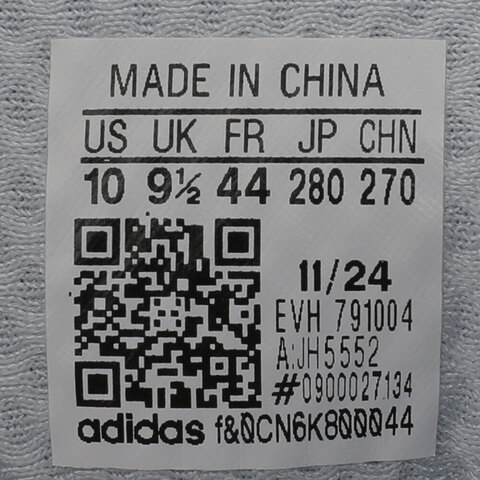 MADE IN CHINA
US UK FR JP CHN
10 9½ 44 280 270
11/24
EVH 791004
A:JH5552
#0900027134
adidas f&0CN6K800044